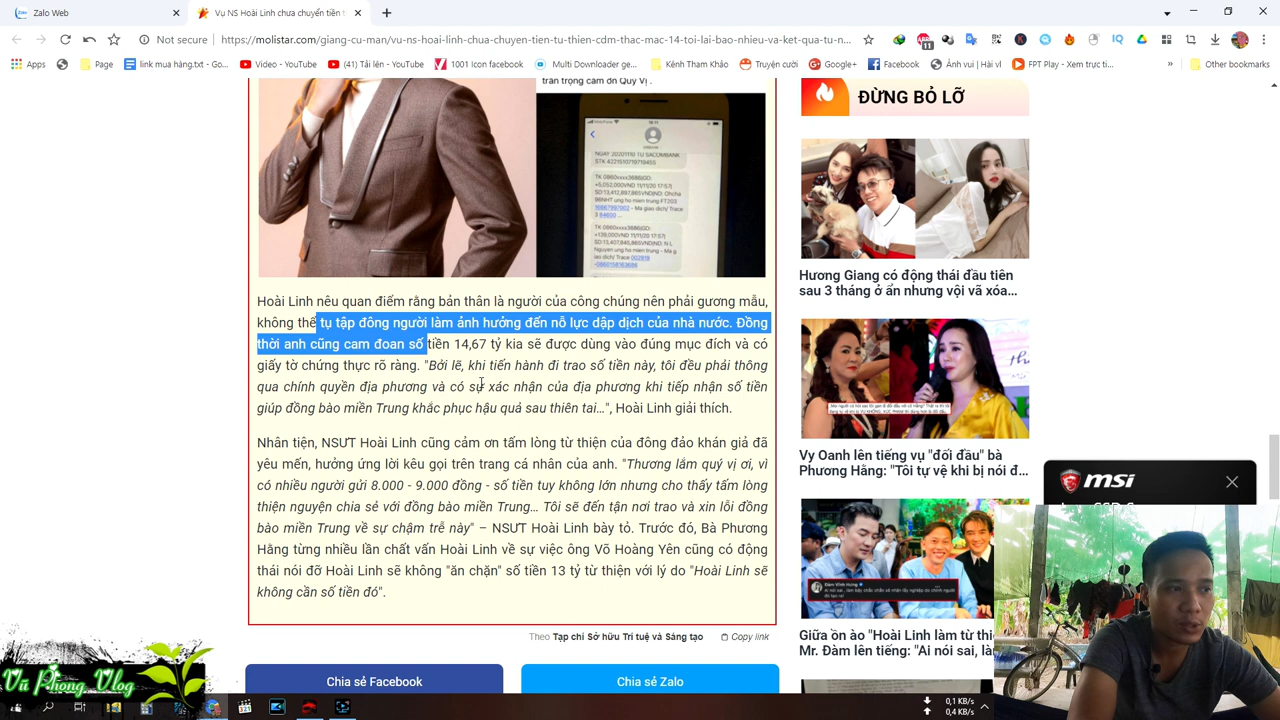 Zalo Web
Vụ NS Hoài Linh chưa chuyển tiền t
Not secure
https://molistar.com/giang-cu-man/vu-ns-hoai-linh-chua-chuyen-tien-tu-thien-cdm-thac-mac-14-toi-lai-bao-nhieu-va-ket-qua-tu-n...
11
Apps
Page
link mua hàng.txt - Go...
Video - YouTube
(41) Tải lên - YouTube
1001 Icon facebook
Multi Downloader ge...
Kênh Tham Khảo
Truyện cười
Google+
Facebook
Ảnh vui | Hài vl
FPT Play - Xem trực ti...
»
Other bookmarks
trân trọng cảm ơn Quý Vị .
Hoài Linh nêu quan điểm rằng bản thân là người của công chúng nên phải gương mẫu,
không thể tụ tập đông người làm ảnh hưởng đến nỗ lực dập dịch của nhà nước. Đồng
thời anh cũng cam đoan số tiền 14,67 tỷ kia sẽ được dùng vào đúng mục đích và có
giấy tờ chứng thực rõ ràng. "Bởi lẽ, khi tiến hành đi trao số tiền này, tôi đều phải thông
qua chính quyền địa phương và có sự xác nhận của địa phương khi tiếp nhận số tiền
giúp đồng bào miền Trung khắc phục hậu quả sau thiên tai…", Hoài Linh giải thích.
Nhân tiện, NSƯT Hoài Linh cũng cảm ơn tấm lòng từ thiện của đông đảo khán giả đã
yêu mến, hưởng ứng lời kêu gọi trên trang cá nhân của anh. "Thương lắm quý vị ơi, vì
có nhiều người gửi 8.000 - 9.000 đồng - số tiền tuy không lớn nhưng cho thấy tấm lòng
thiện nguyện chia sẻ với đồng bào miền Trung… Tôi sẽ đến tận nơi trao và xin lỗi đồng
bào miền Trung về sự chậm trễ này" – NSƯT Hoài Linh bày tỏ. Trước đó, Bà Phương
Hằng từng nhiều lần chất vấn Hoài Linh về sự việc ông Võ Hoàng Yên cũng có động
thái nói đỡ Hoài Linh sẽ không "ăn chặn" số tiền 13 tỷ từ thiện với lý do "Hoài Linh sẽ
không cần số tiền đó".
Theo Tạp chí Sở hữu Trí tuệ và Sáng tạo
Copy link
Chia sẻ Facebook
Chia sẻ Zalo
ĐỪNG BỎ LỠ
Hương Giang có động thái đầu tiên
sau 3 tháng ở ẩn nhưng vội vã xóa...
Vy Oanh lên tiếng vụ "đối đầu" bà
Phương Hằng: "Tôi tự vệ khi bị nói đ...
Giữa ồn ào "Hoài Linh làm từ thi
Mr. Đàm lên tiếng: "Ai nói sai, là
msi
Vũ Phong Vlog
0,1 KB/s
0,4 KB/s